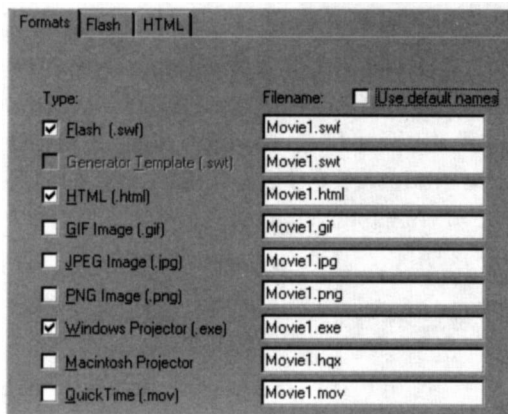 Formats Flash HTML
Type: Filename: Use default names
Flash (.swf) Movie1.swf
Generator Template (.swt) Movie1.swt
HTML (.html) Movie1.html
GIF Image (.gif) Movie1.gif
JPEG Image (.jpg) Movie1.jpg
PNG Image (.png) Movie1.png
Windows Projector (.exe) Movie1.exe
Macintosh Projector Movie1.hqx
QuickTime (.mov) Movie1.mov